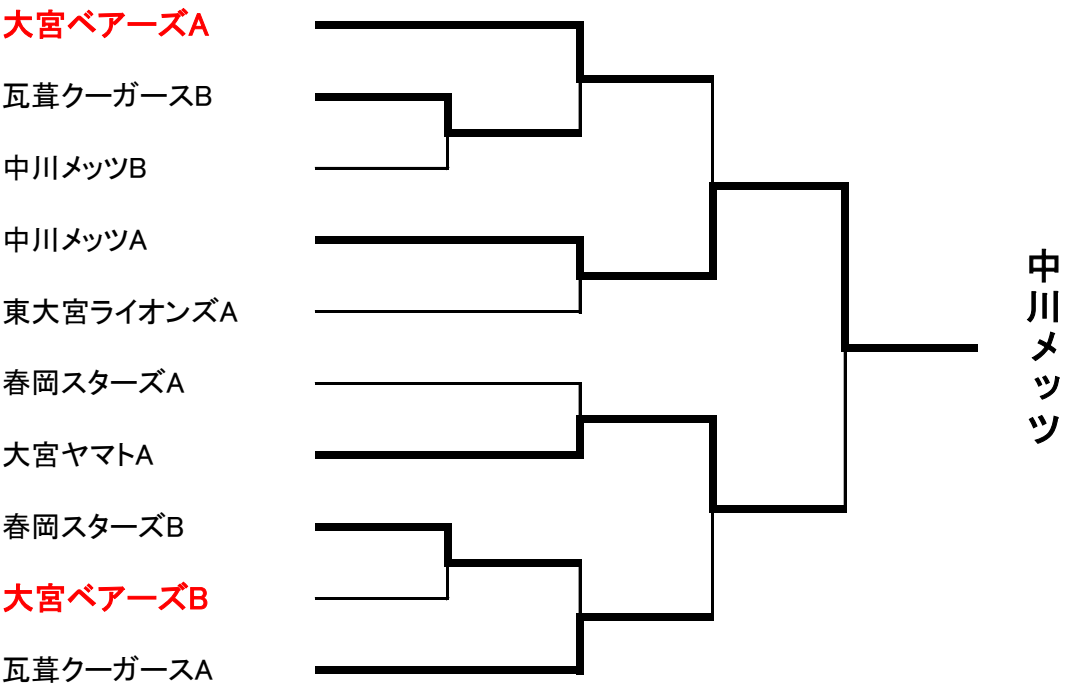 大宮ベアーズA
瓦葺クーガースB
中川メッツB
中川メッツA
東大宮ライオンズA
春岡スターズA
大宮ヤマトA
春岡スターズB
大宮ベアーズB
瓦葺クーガースA
中川メッツ